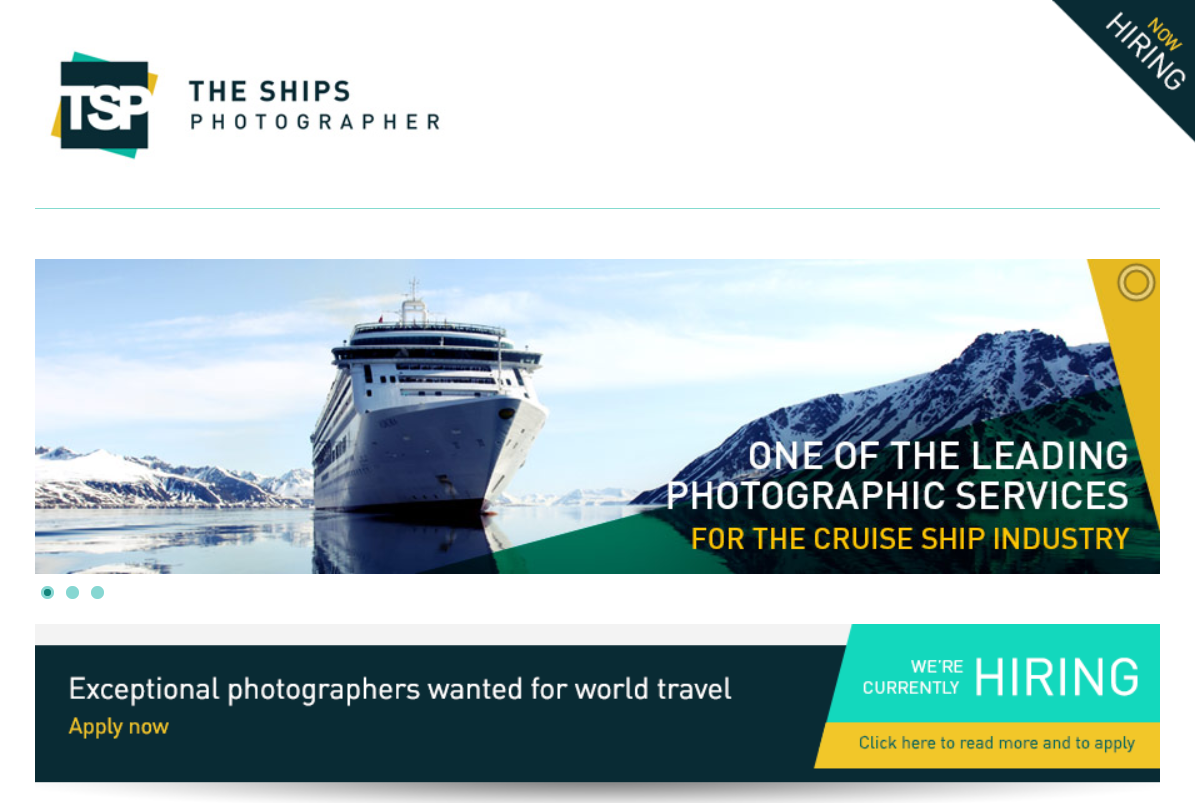 NOW
HIRING
TSP
THE SHIPS
PHOTOGRAPHER
ONE OF THE LEADING
PHOTOGRAPHIC SERVICES
FOR THE CRUISE SHIP INDUSTRY
Exceptional photographers wanted for world travel
Apply now
WE'RE
CURRENTLY
HIRING
Click here to read more and to apply